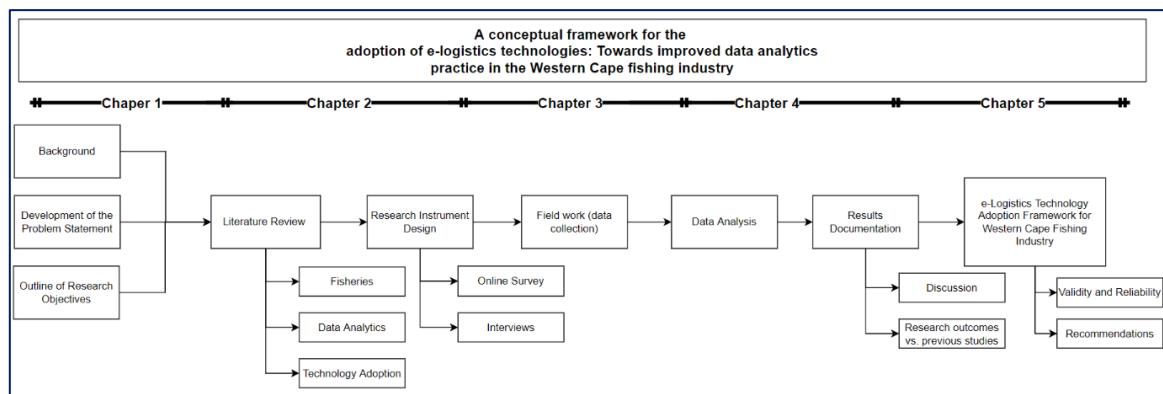 A conceptual framework for the
adoption of e-logistics technologies: Towards improved data analytics
practice in the Western Cape fishing industry
Chaper 1
Chapter 2
Chapter 3
Chapter 4
Chapter 5
Background
Development of the
Problem Statement
Outline of Research
Objectives
Literature Review
Fisheries
Data Analytics
Technology Adoption
Research Instrument
Design
Online Survey
Interviews
Field work (data
collection)
Data Analysis
Results
Documentation
Discussion
Research outcomes
vs. previous studies
e-Logistics Technology
Adoption Framework for
Western Cape Fishing
Industry
Validity and Reliability
Recommendations